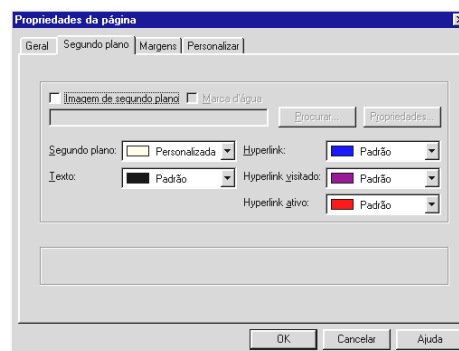 Propriedades da página
Geral Segundo plano Margens Personalizar
Imagem de segundo plano Marca d'água
Procurar... Propriedades...
Segundo plano: Personalizada Hyperlink: Padrão
Texto: Padrão Hyperlink visitado: Padrão
Hyperlink ativo: Padrão
OK Cancelar Ajuda